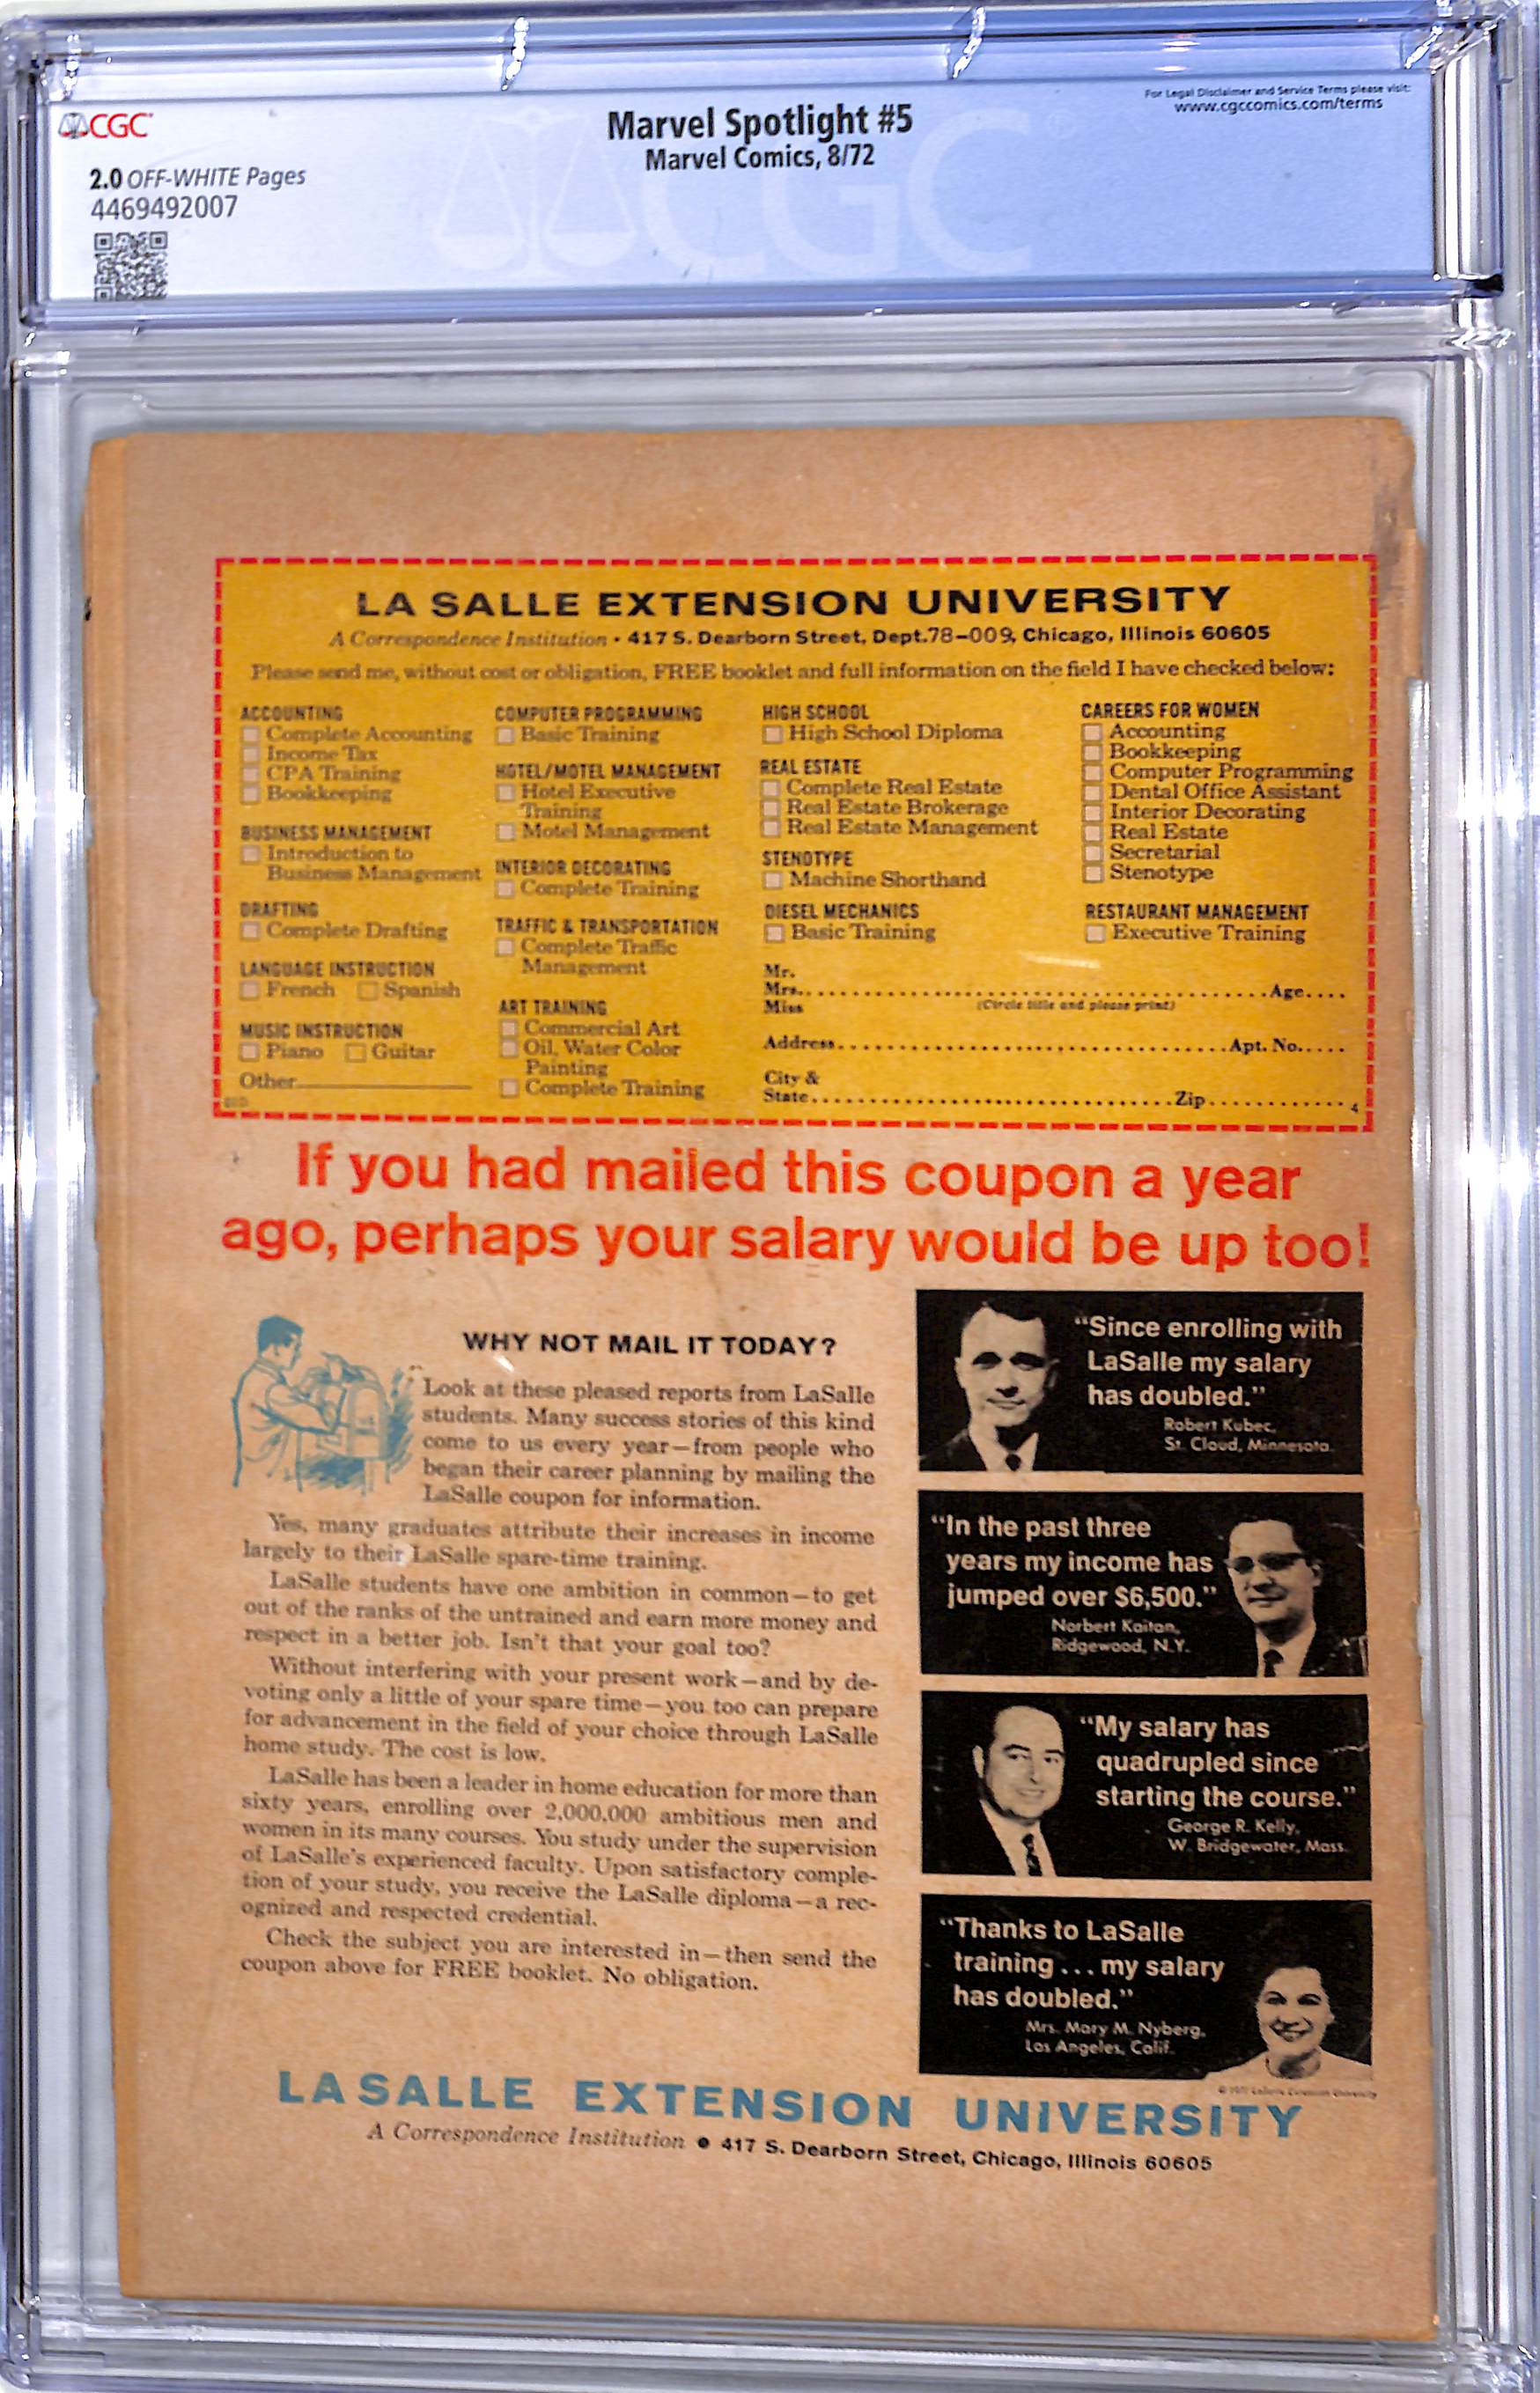 CGC
Marvel Spotlight #5
Marvel Comics, 8/72
For Legal Disclaimer and Service Terms please visit:
www.cgccomics.com/terms
2.0 OFF-WHITE Pages
4469492007
CGC
LA SALLE EXTENSION UNIVERSITY
A Correspondence Institution • 417 S. Dearborn Street, Dept.78-009, Chicago, Illinois 60605
Please send me, without cost or obligation, FREE booklet and full information on the field I have checked below:
ACCOUNTING
Complete Accounting
Income Tax
CPA Training
Bookkeeping
BUSINESS MANAGEMENT
Introduction to
Business Management
DRAFTING
Complete Drafting
LANGUAGE INSTRUCTION
French Spanish
MUSIC INSTRUCTION
Piano Guitar
Other
COMPUTER PROGRAMMING
Basic Training
HOTEL/MOTEL MANAGEMENT
Hotel Executive
Training
Motel Management
INTERIOR DECORATING
Complete Training
TRAFFIC & TRANSPORTATION
Complete Traffic
Management
ART TRAINING
Commercial Art
Oil, Water Color
Painting
Complete Training
HIGH SCHOOL
High School Diploma
REAL ESTATE
Complete Real Estate
Real Estate Brokerage
Real Estate Management
STENOTYPE
Machine Shorthand
DIESEL MECHANICS
Basic Training
CAREERS FOR WOMEN
Accounting
Bookkeeping
Computer Programming
Dental Office Assistant
Interior Decorating
Real Estate
Secretarial
Stenotype
RESTAURANT MANAGEMENT
Executive Training
Mr.
Mrs. Age
Miss (Circle title and please print)
Address Apt. No.
City &
State Zip 4
If you had mailed this coupon a year
ago, perhaps your salary would be up too!
WHY NOT MAIL IT TODAY?
Look at these pleased reports from LaSalle
students. Many success stories of this kind
come to us every year—from people who
began their career planning by mailing the
LaSalle coupon for information.
Yes, many graduates attribute their increases in income
largely to their LaSalle spare-time training.
LaSalle students have one ambition in common—to get
out of the ranks of the untrained and earn more money and
respect in a better job. Isn't that your goal too?
Without interfering with your present work—and by de-
voting only a little of your spare time—you too can prepare
for advancement in the field of your choice through LaSalle
home study. The cost is low.
LaSalle has been a leader in home education for more than
sixty years, enrolling over 2,000,000 ambitious men and
women in its many courses. You study under the supervision
of LaSalle's experienced faculty. Upon satisfactory comple-
tion of your study, you receive the LaSalle diploma—a rec-
ognized and respected credential.
Check the subject you are interested in—then send the
coupon above for FREE booklet. No obligation.
"Since enrolling with
LaSalle my salary
has doubled."
Robert Kubec,
St. Cloud, Minnesota.
"In the past three
years my income has
jumped over $6,500."
Norbert Kaitan,
Ridgewood, N.Y.
"My salary has
quadrupled since
starting the course."
George R. Kelly,
W. Bridgewater, Mass.
"Thanks to LaSalle
training . . . my salary
has doubled."
Mrs. Mary M. Nyberg,
Los Angeles, Calif.
LASALLE EXTENSION UNIVERSITY
A Correspondence Institution • 417 S. Dearborn Street, Chicago, Illinois 60605